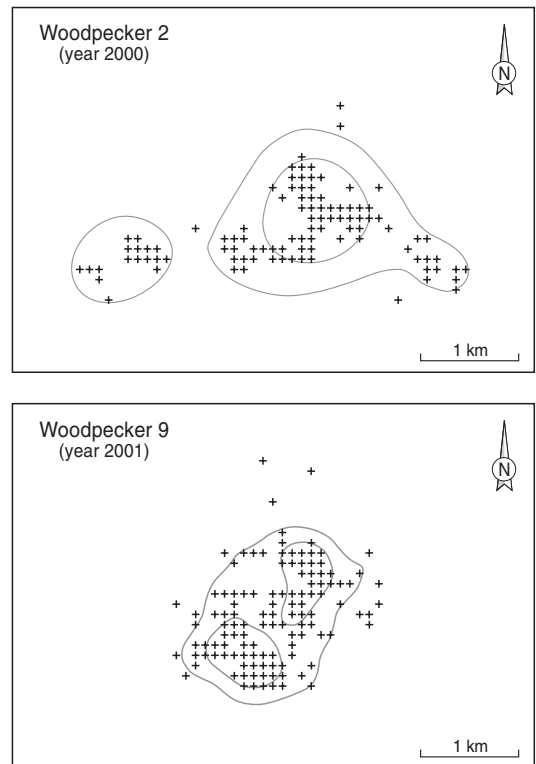 Woodpecker 2
(year 2000)
N
1 km
Woodpecker 9
(year 2001)
N
1 km